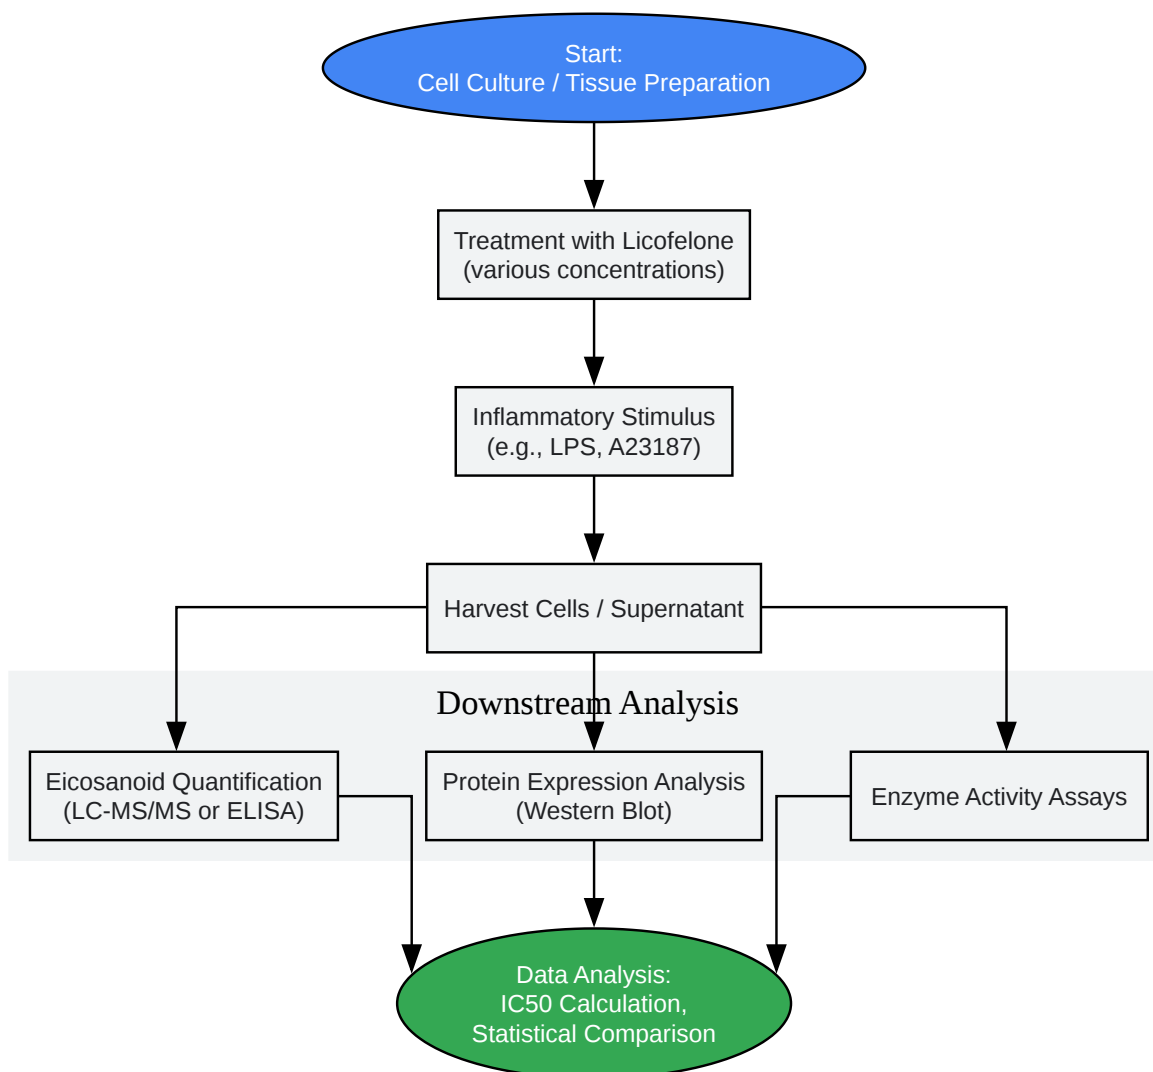 Start:
Cell Culture / Tissue Preparation
Treatment with Licofelone
(various concentrations)
Inflammatory Stimulus
(e.g., LPS, A23187)
Harvest Cells / Supernatant
Downstream Analysis
Eicosanoid Quantification
(LC-MS/MS or ELISA)
Protein Expression Analysis
(Western Blot)
Enzyme Activity Assays
Data Analysis:
IC50 Calculation,
Statistical Comparison